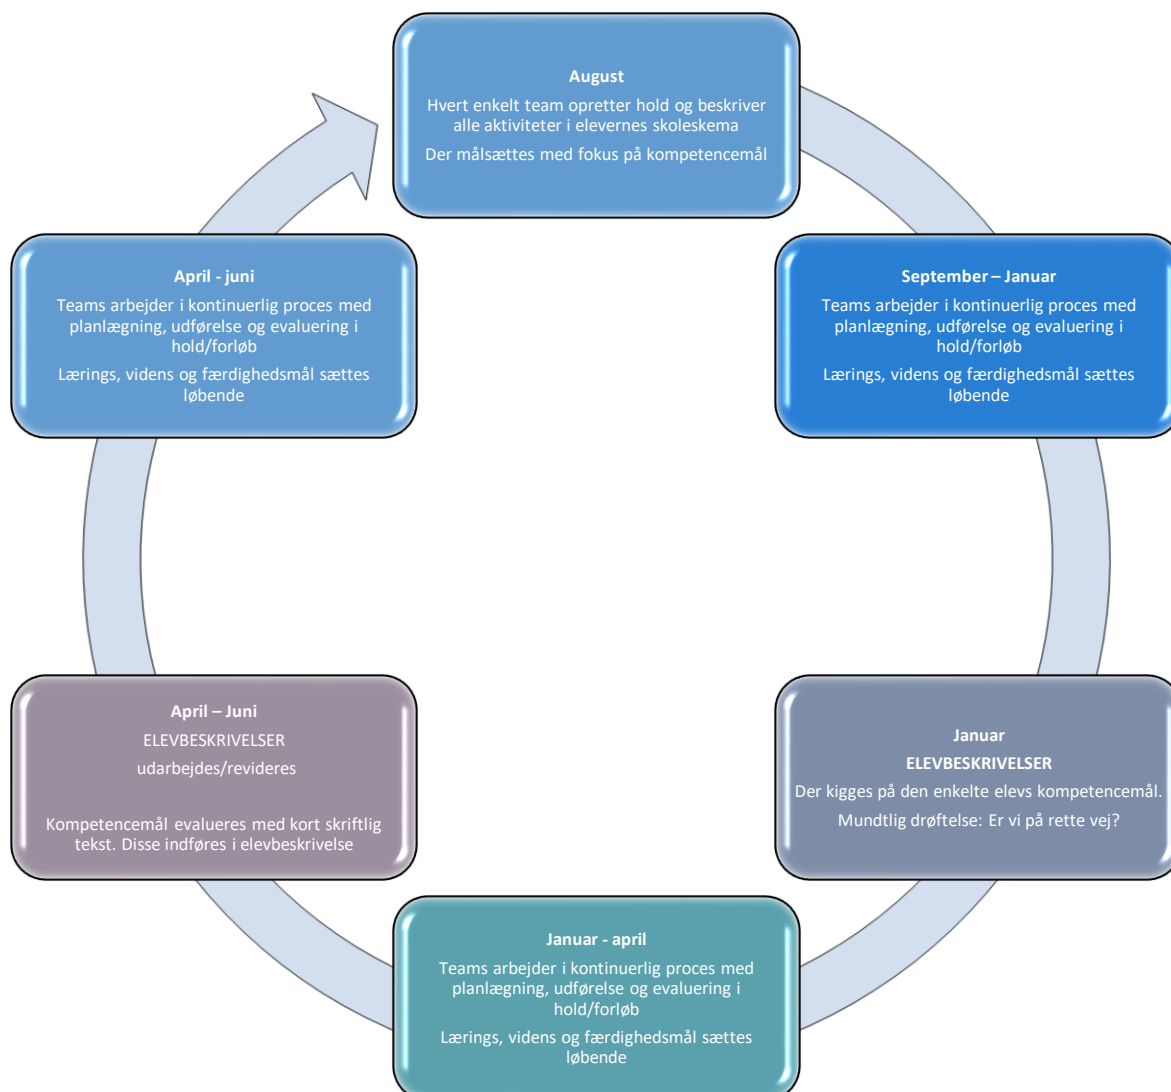 August
Hvert enkelt team opretter hold og beskriver
alle aktiviteter i elevernes skoleskema
Der målsættes med fokus på kompetencemål
September – Januar
Teams arbejder i kontinuerlig proces med
planlægning, udførelse og evaluering i
hold/forløb
Lærings, videns og færdighedsmål sættes
løbende
Januar
ELEVBESKRIVELSER
Der kigges på den enkelte elevs kompetencemål.
Mundtlig drøftelse: Er vi på rette vej?
Januar - april
Teams arbejder i kontinuerlig proces med
planlægning, udførelse og evaluering i
hold/forløb
Lærings, videns og færdighedsmål sættes
løbende
April – Juni
ELEVBESKRIVELSER
udarbejdes/revideres
Kompetencemål evalueres med kort skriftlig
tekst. Disse indføres i elevbeskrivelse
April - juni
Teams arbejder i kontinuerlig proces med
planlægning, udførelse og evaluering i
hold/forløb
Lærings, videns og færdighedsmål sættes
løbende